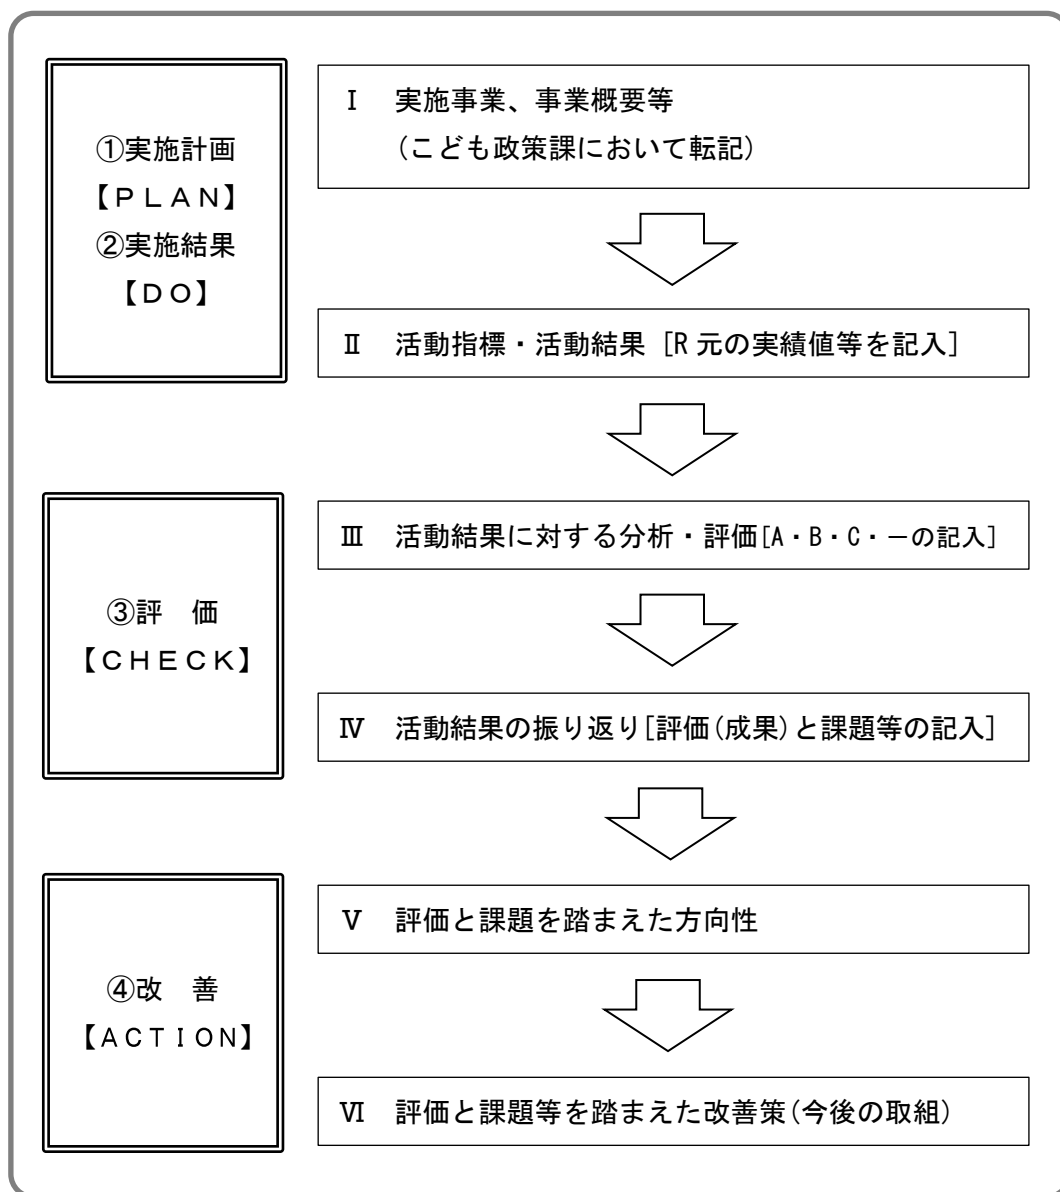 ①実施計画
【ＰＬＡＮ】
②実施結果
【ＤＯ】
Ⅰ　実施事業、事業概要等
(こども政策課において転記)
Ⅱ　活動指標・活動結果［R 元の実績値等を記入］
③評　価
【ＣＨＥＣＫ】
Ⅲ　活動結果に対する分析・評価[A・B・C・－の記入]
Ⅳ　活動結果の振り返り[評価(成果)と課題等の記入]
④改　善
【ＡＣＴＩＯＮ】
Ⅴ　評価と課題を踏まえた方向性
Ⅵ　評価と課題等を踏まえた改善策(今後の取組)